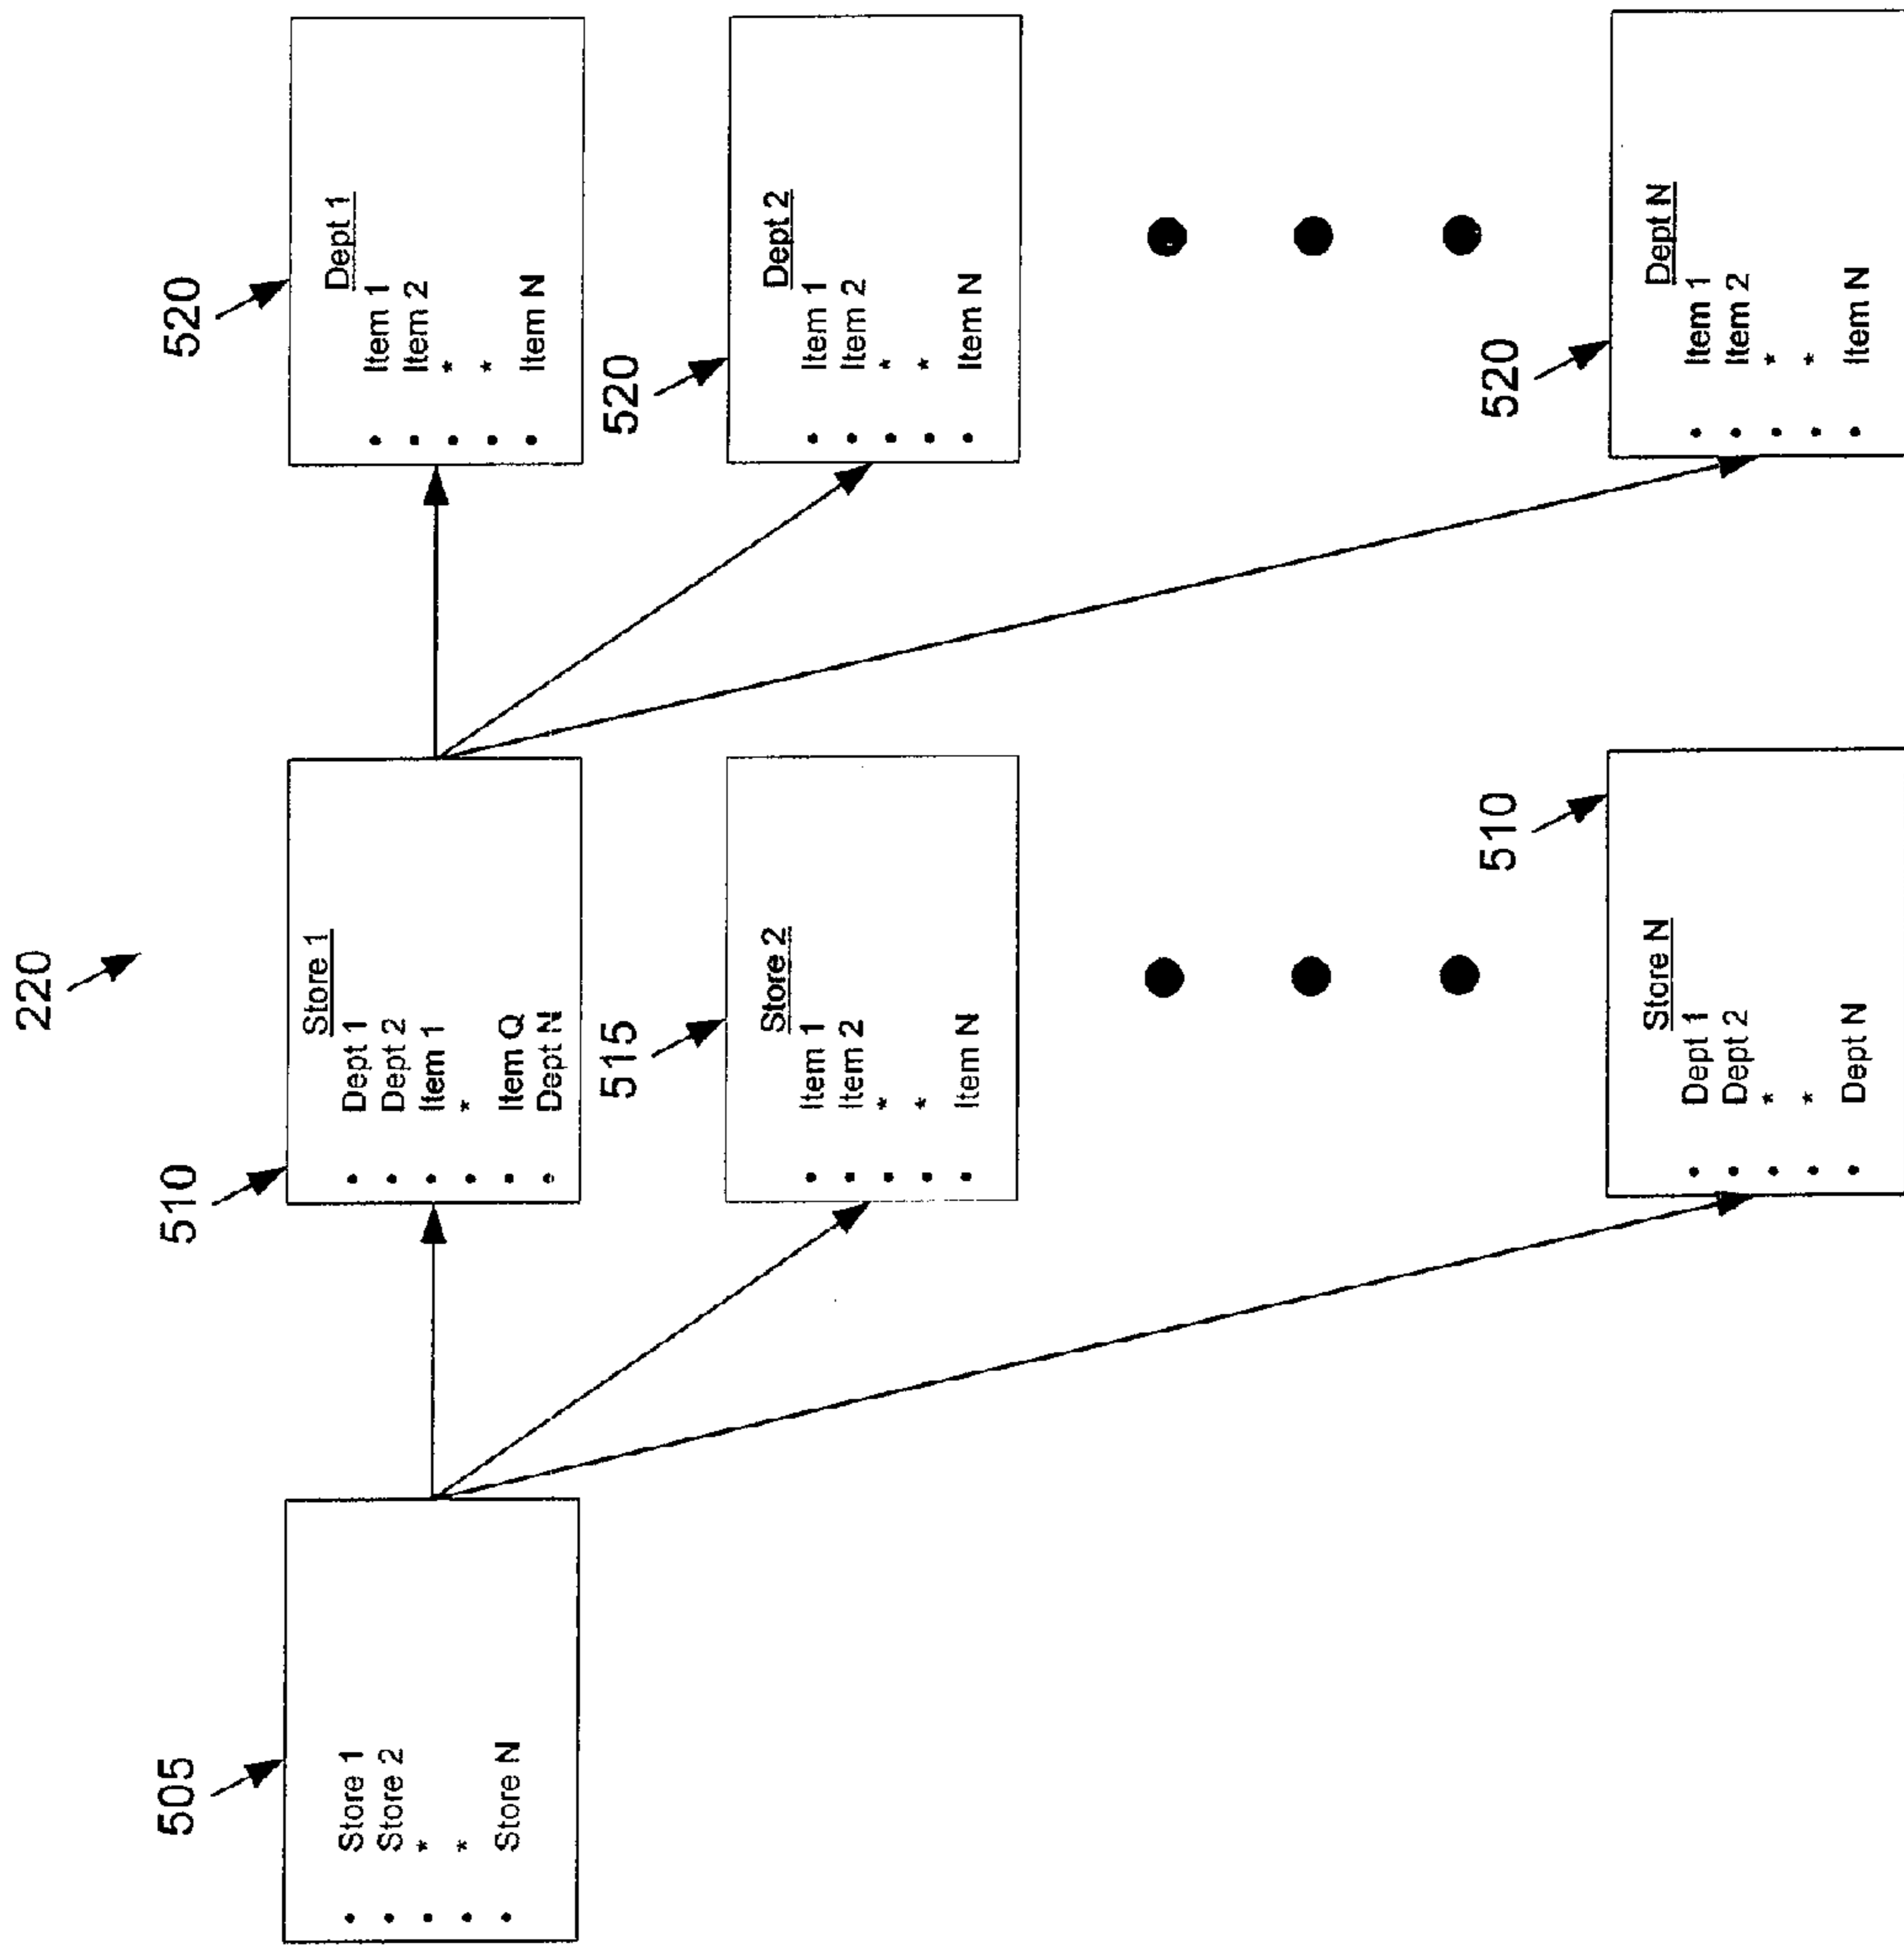 220
505
• Store 1
• Store 2
• *
• *
• Store N
510
Store 1
• Dept 1
• Dept 2
• Item 1
• *
• Item Q
• Dept N
515
Store 2
• Item 1
• Item 2
• *
• *
• Item N
510
Store N
• Dept 1
• Dept 2
• *
• *
• Dept N
520
Dept 1
• Item 1
• Item 2
• *
• *
• Item N
520
Dept 2
• Item 1
• Item 2
• *
• *
• Item N
520
Dept N
• Item 1
• Item 2
• *
• *
• Item N